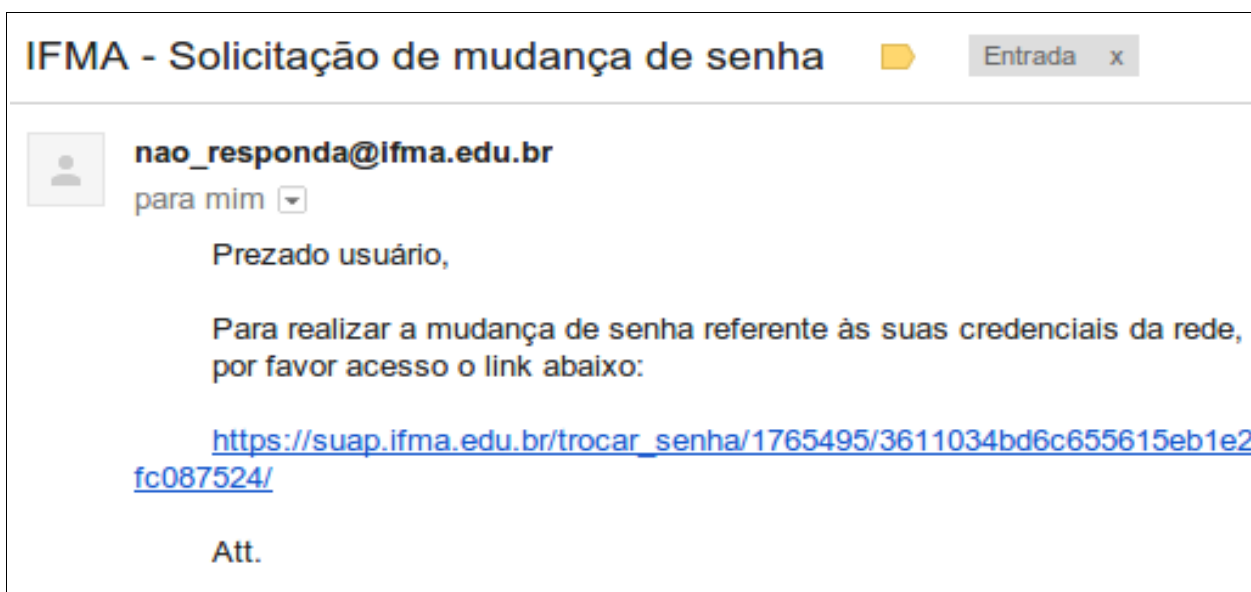 IFMA - Solicitação de mudança de senha
Entrada x
nao_responda@ifma.edu.br
para mim
Prezado usuário,
Para realizar a mudança de senha referente às suas credenciais da rede,
por favor acesso o link abaixo:
https://suap.ifma.edu.br/trocar_senha/1765495/3611034bd6c655615eb1e2
fc087524/
Att.